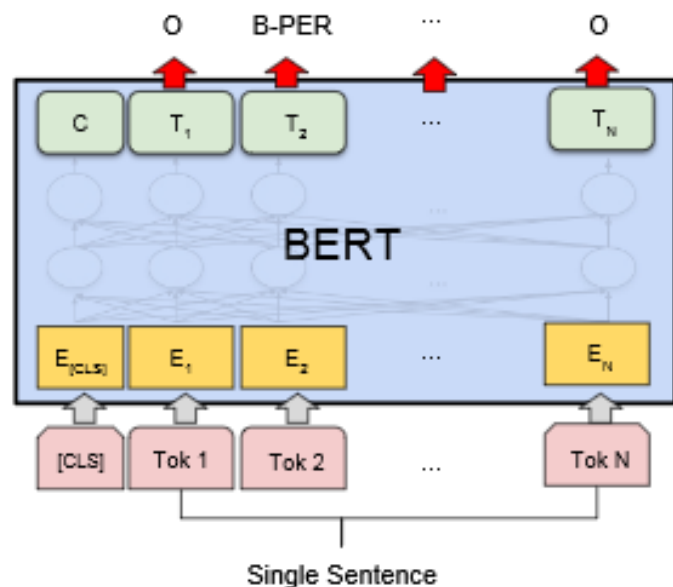 O B-PER ... O
C T1 T2 ... TN
...
BERT
...
E[CLS] E1 E2 ... EN
[CLS] Tok 1 Tok 2 ... Tok N
Single Sentence